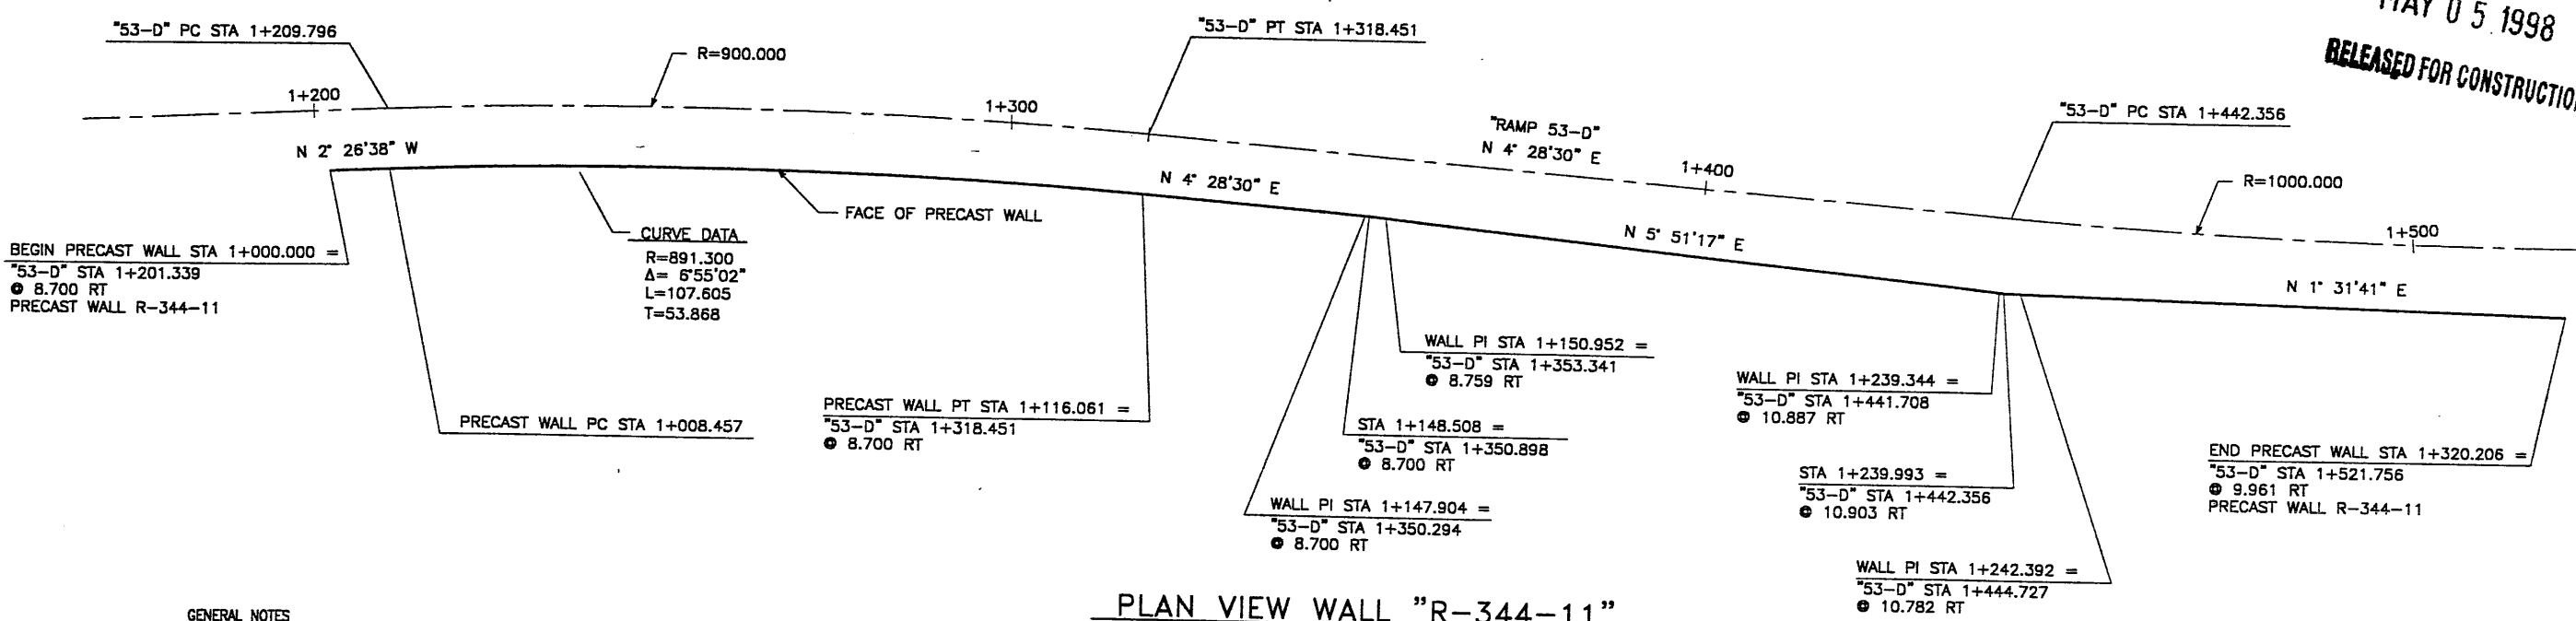 MAY 05 1998
RELEASED FOR CONSTRUCTION
"53-D" PC STA 1+209.796
R=900.000
"53-D" PT STA 1+318.451
"53-D" PC STA 1+442.356
1+200
1+300
"RAMP 53-D"
N 4° 28'30" E
1+400
R=1000.000
1+500
N 2° 26'38" W
N 4° 28'30" E
N 5° 51'17" E
N 1° 31'41" E
FACE OF PRECAST WALL
BEGIN PRECAST WALL STA 1+000.000 =
"53-D" STA 1+201.339
@ 8.700 RT
PRECAST WALL R-344-11
CURVE DATA
R=891.300
Δ= 6°55'02"
L=107.605
T=53.868
PRECAST WALL PC STA 1+008.457
PRECAST WALL PT STA 1+116.061 =
"53-D" STA 1+318.451
@ 8.700 RT
WALL PI STA 1+150.952 =
"53-D" STA 1+353.341
@ 8.759 RT
STA 1+148.508 =
"53-D" STA 1+350.898
@ 8.700 RT
WALL PI STA 1+147.904 =
"53-D" STA 1+350.294
@ 8.700 RT
WALL PI STA 1+239.344 =
"53-D" STA 1+441.708
@ 10.887 RT
STA 1+239.993 =
"53-D" STA 1+442.356
@ 10.903 RT
WALL PI STA 1+242.392 =
"53-D" STA 1+444.727
@ 10.782 RT
END PRECAST WALL STA 1+320.206 =
"53-D" STA 1+521.756
@ 9.961 RT
PRECAST WALL R-344-11
GENERAL NOTES
PLAN VIEW WALL "R-344-11"